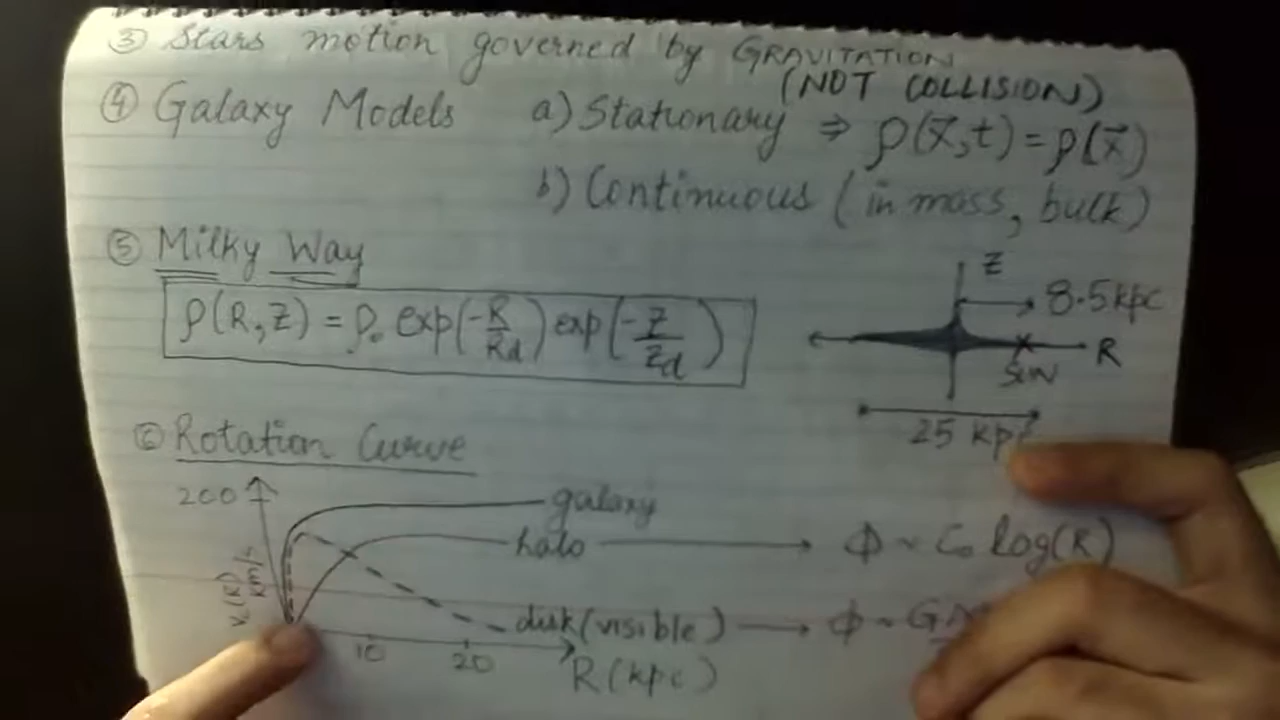 ③ Stars motion governed by GRAVITATION
(NOT COLLISION)
④ Galaxy Models a) Stationary ⇒ ρ(x⃗,t) = ρ(x⃗)
b) Continuous (in mass, bulk)
⑤ Milky Way
ρ(R,Z) = ρ₀ exp(-R/Rd) exp(-Z/Zd)
Z
8.5kpc
R
SUN
25 kpc
⑥ Rotation Curve
200
galaxy
halo → Φ ~ C₀ log(R)
km/s
disk(visible) → Φ ~
10 20
R(kpc)